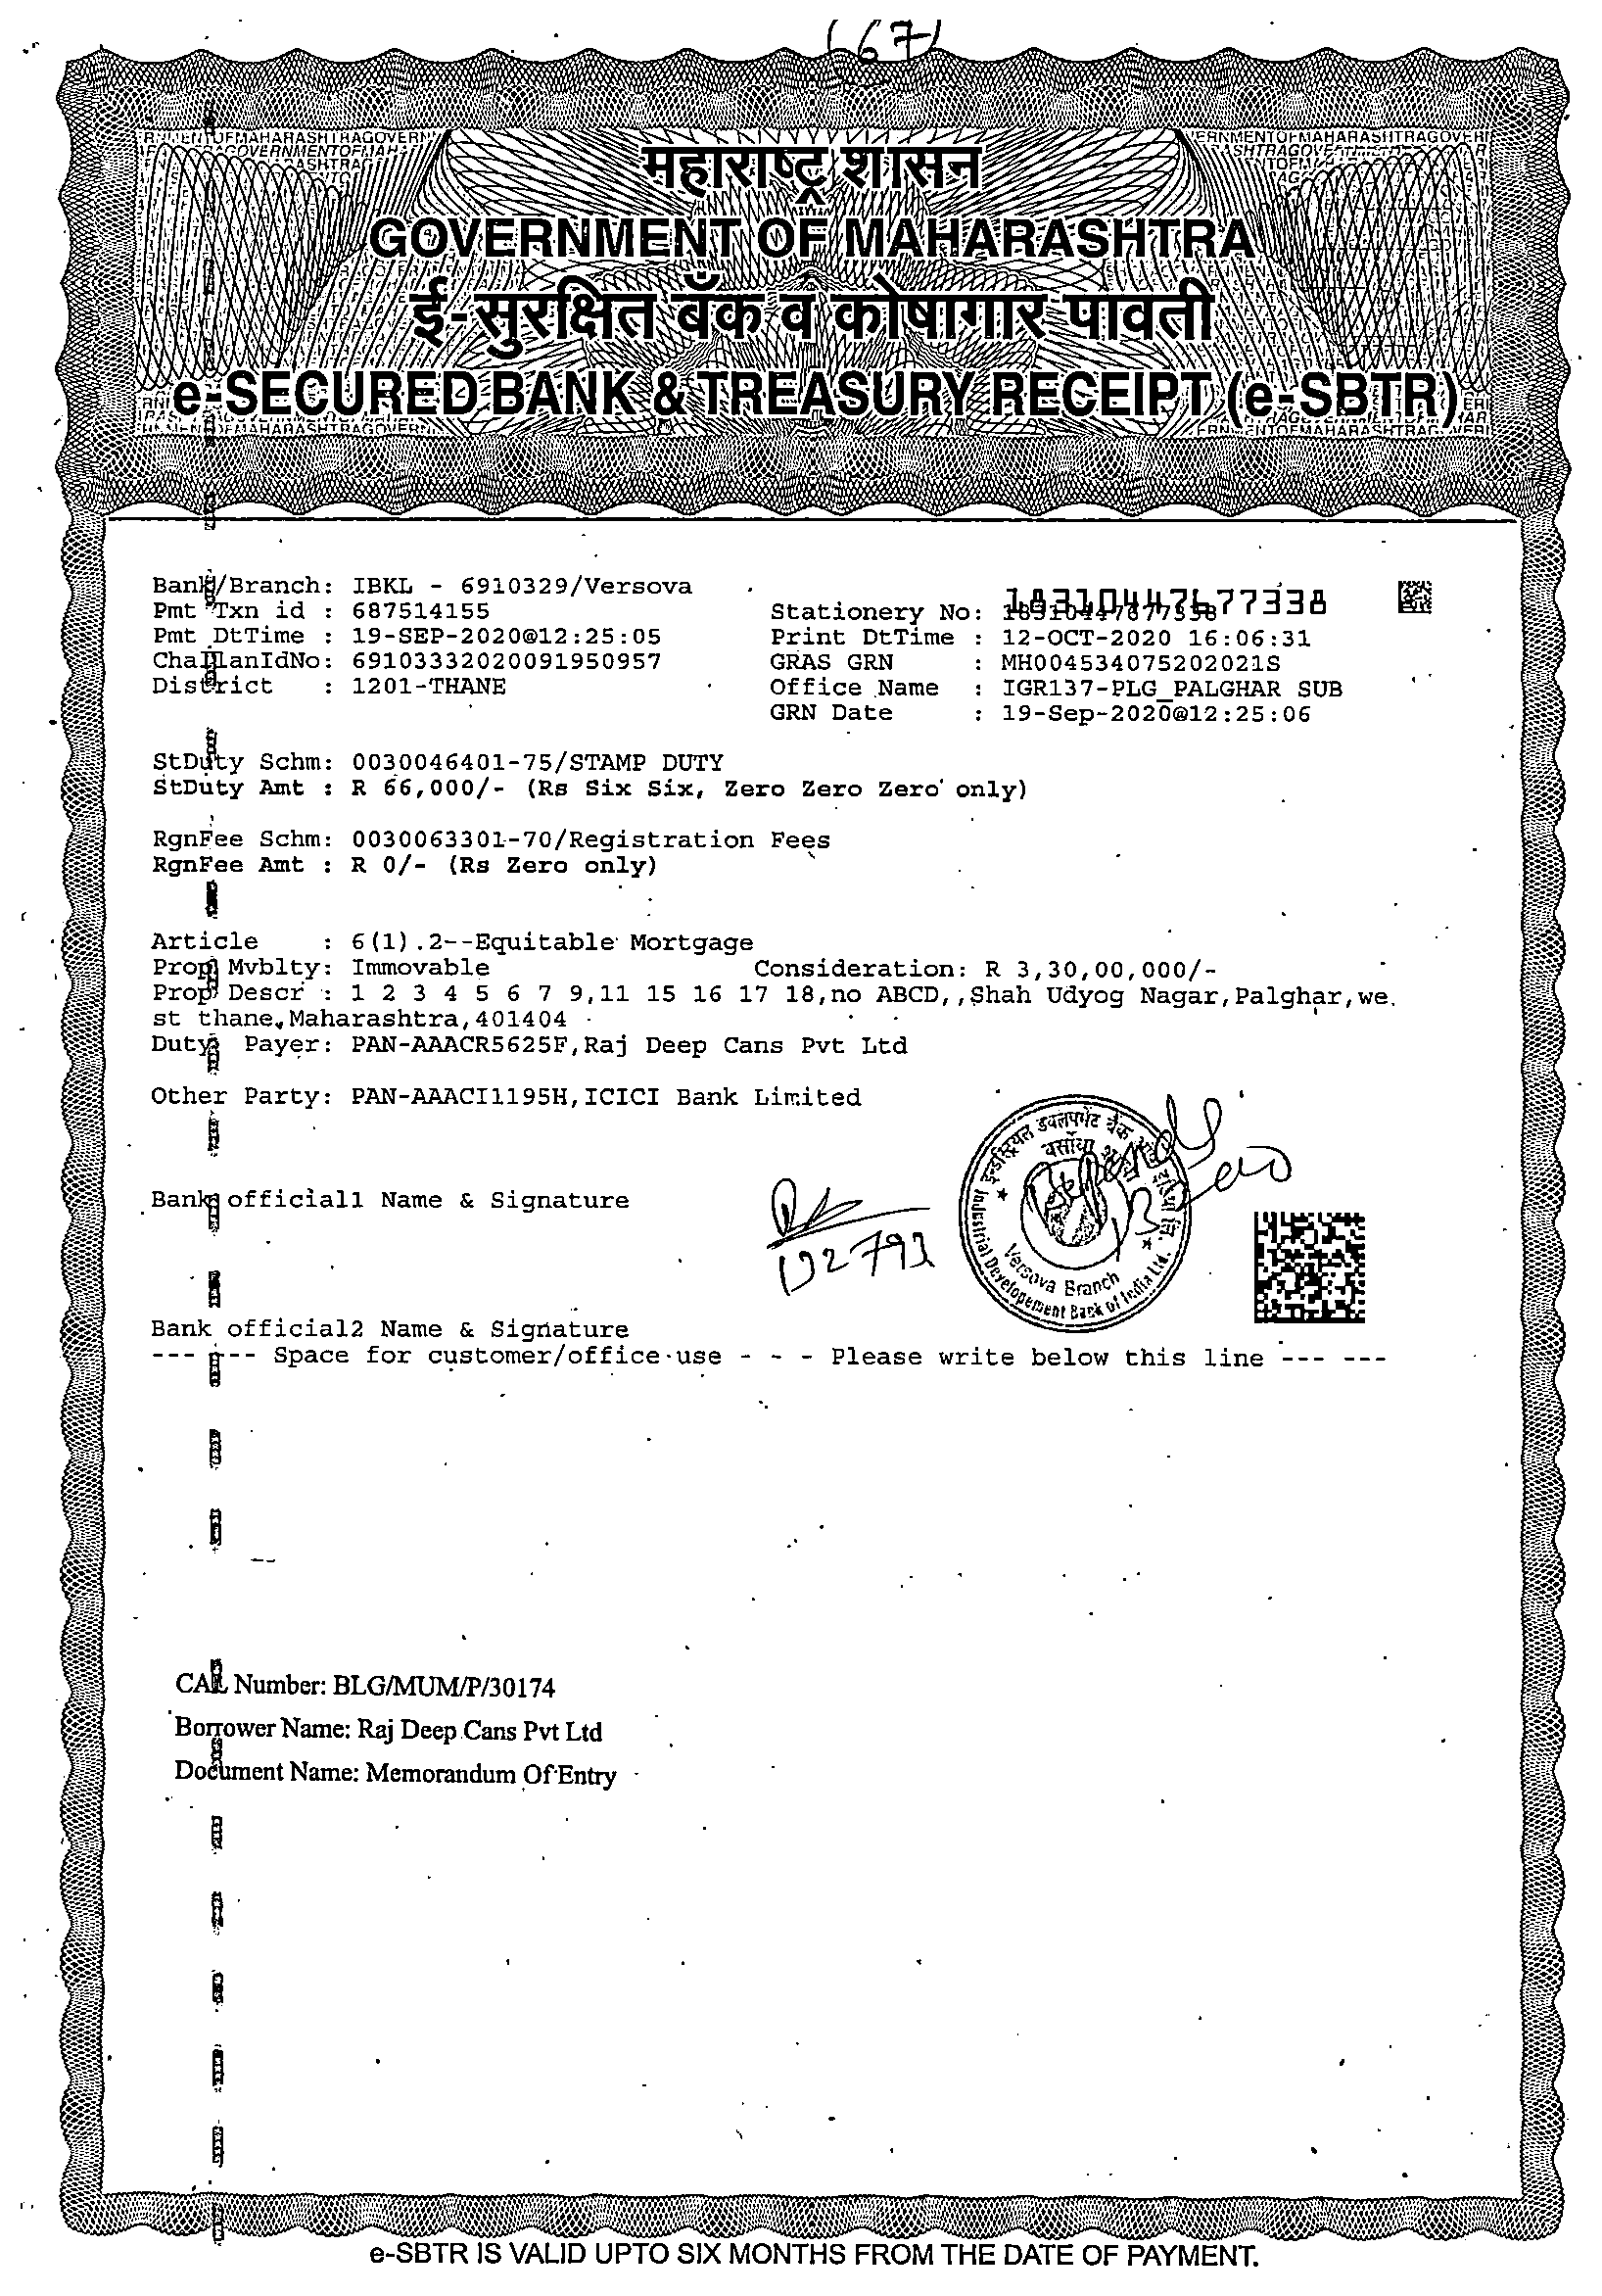 (67)
महाराष्ट्र शासन
GOVERNMENT OF MAHARASHTRA
ई-सुरक्षित बँक व कोषागार पावती
e-SECURED BANK & TREASURY RECEIPT (e-SBTR)
Bank/Branch: IBKL - 6910329/Versova
18310447677338
Pmt Txn id : 687514155 Stationery No: 18310447677338
Pmt DtTime : 19-SEP-2020@12:25:05 Print DtTime : 12-OCT-2020 16:06:31
ChallanIdNo: 69103332020091950957 GRAS GRN : MH004534075202021S
District : 1201-THANE Office Name : IGR137-PLG_PALGHAR SUB
GRN Date : 19-Sep-2020@12:25:06
StDuty Schm: 0030046401-75/STAMP DUTY
StDuty Amt : R 66,000/- (Rs Six Six, Zero Zero Zero only)
RgnFee Schm: 0030063301-70/Registration Fees
RgnFee Amt : R 0/- (Rs Zero only)
Article : 6(1).2--Equitable Mortgage
Prop Mvblty: Immovable Consideration: R 3,30,00,000/-
Prop Descr : 1 2 3 4 5 6 7 9,11 15 16 17 18,no ABCD,,Shah Udyog Nagar,Palghar,we
st thane,Maharashtra,401404
Duty Payer: PAN-AAACR5625F,Raj Deep Cans Pvt Ltd
Other Party: PAN-AAACI1195H,ICICI Bank Limited
Bank official1 Name & Signature
192793
इन्डस्ट्रियल डेवलपमेंट बैंक
Versova Branch
Industrial Developement Bank of India Ltd.
Bank official2 Name & Signature
--- --- Space for customer/office use - - - Please write below this line --- ---
CAL Number: BLG/MUM/P/30174
Borrower Name: Raj Deep Cans Pvt Ltd
Document Name: Memorandum Of Entry
e-SBTR IS VALID UPTO SIX MONTHS FROM THE DATE OF PAYMENT.